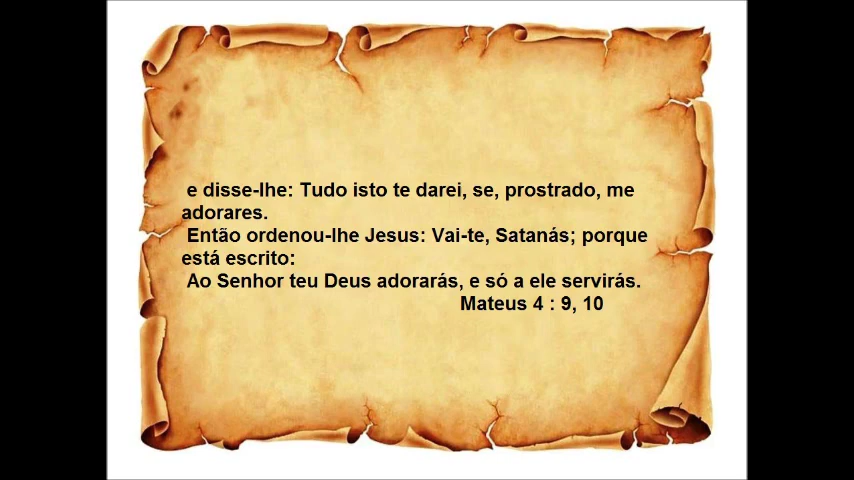 e disse-lhe: Tudo isto te darei, se, prostrado, me
adorares.
Então ordenou-lhe Jesus: Vai-te, Satanás; porque
está escrito:
Ao Senhor teu Deus adorarás, e só a ele servirás.
Mateus 4 : 9, 10